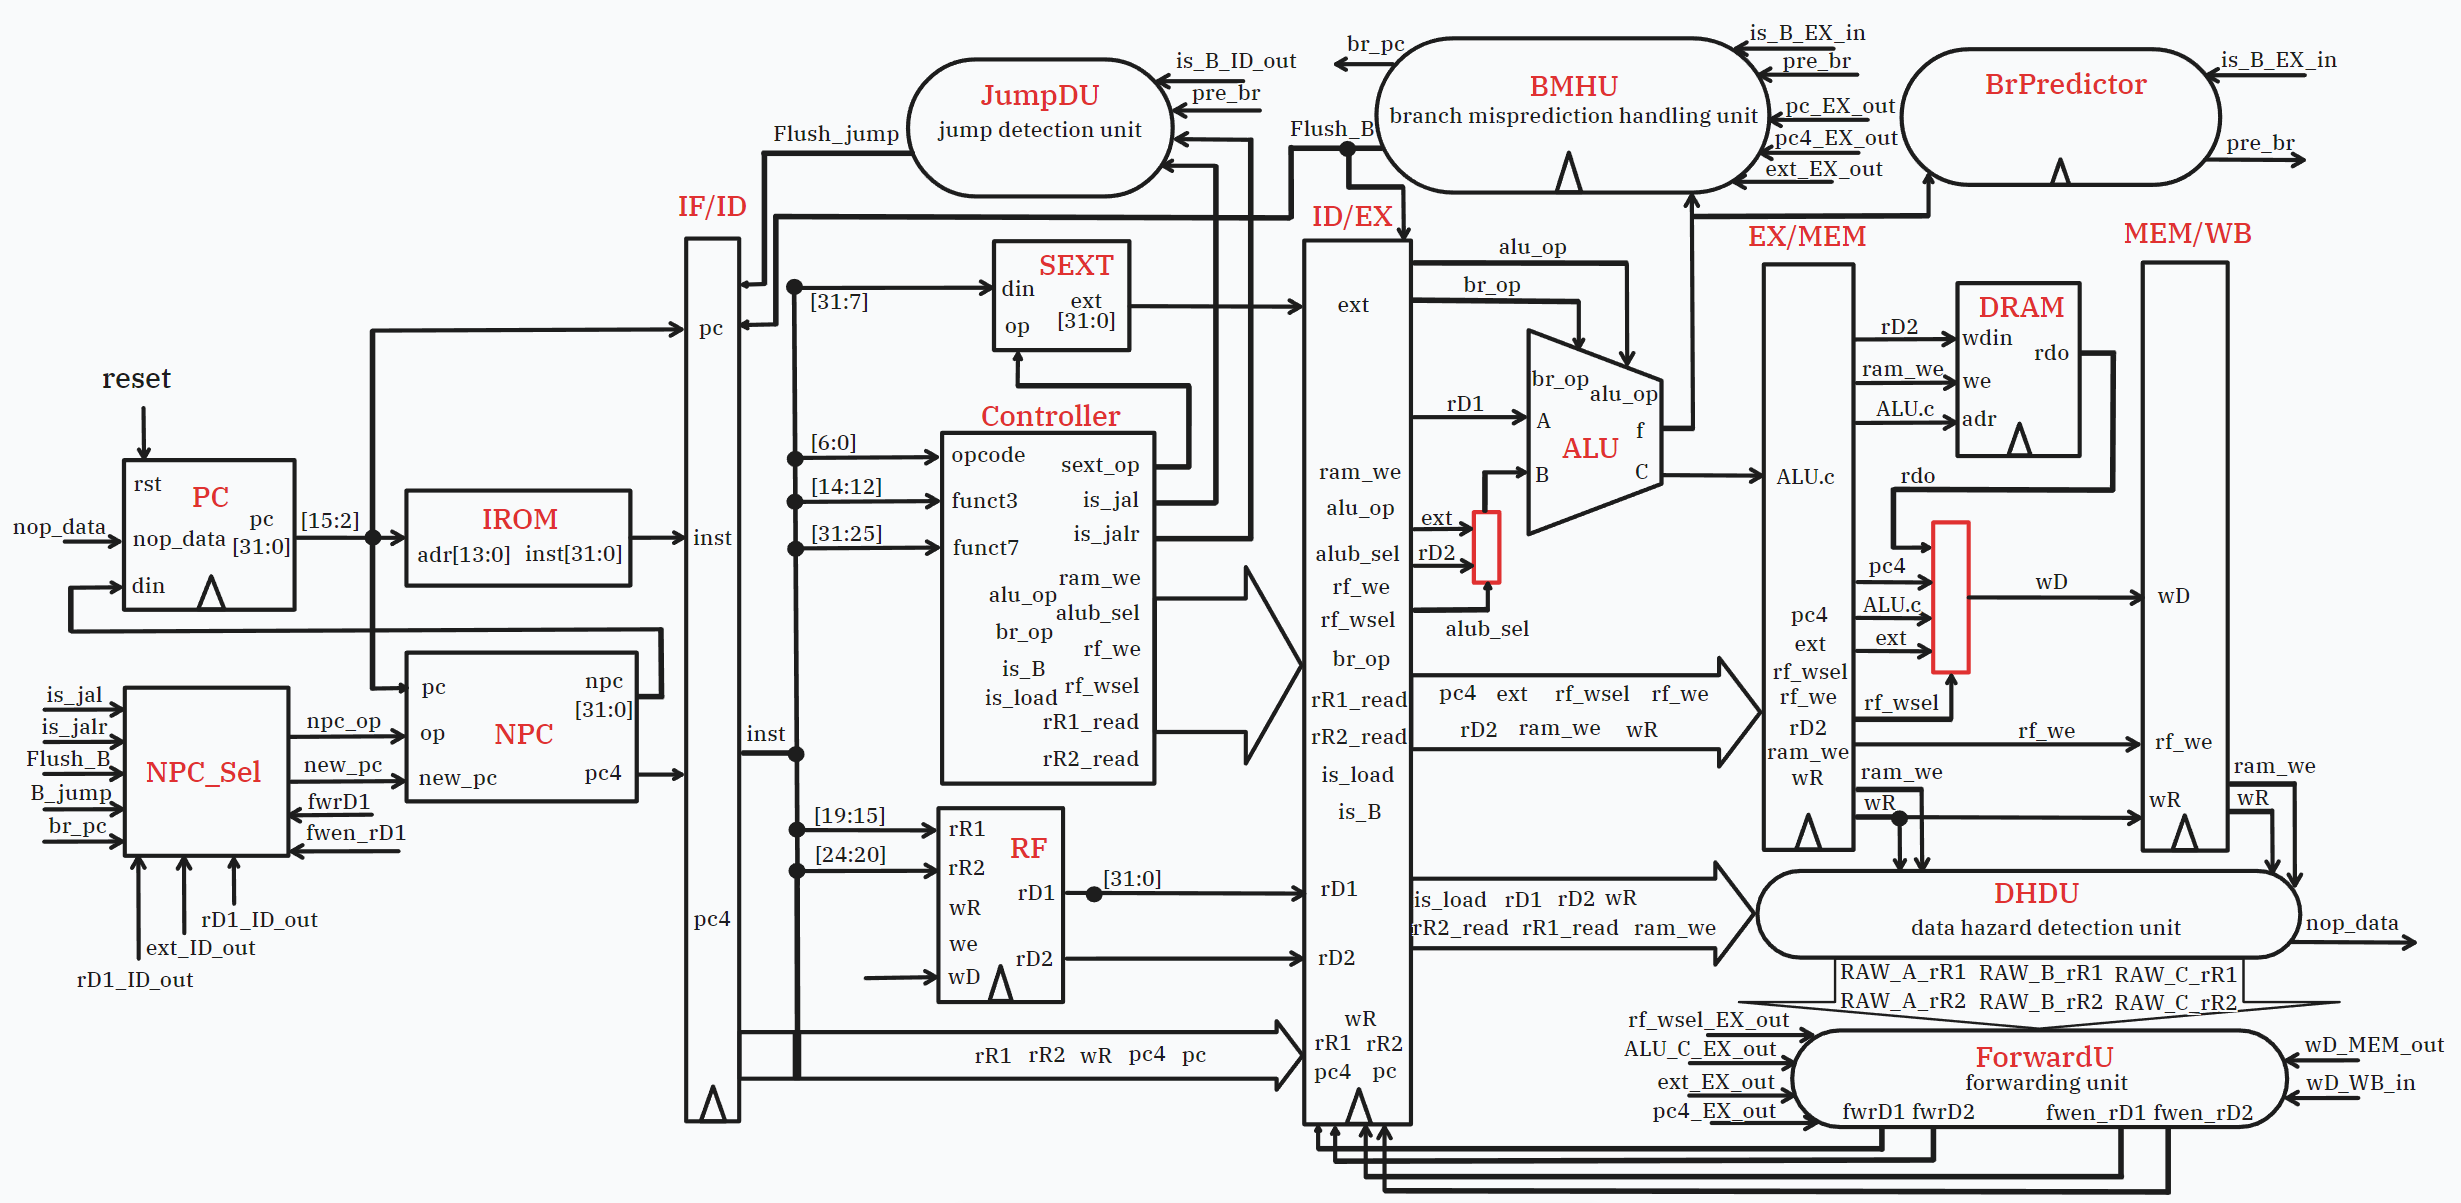 br_pc
is_B_EX_in
pre_br
pc_EX_out
pc4_EX_out
ext_EX_out
BMHU
branch misprediction handling unit
Flush_B
BrPredictor
is_B_EX_in
pre_br
JumpDU
jump detection unit
is_B_ID_out
pre_br
Flush_jump
reset
rst
PC
nop_data
nop_data
pc
[31:0]
din
[15:2]
IROM
adr[13:0]
inst[31:0]
is_jal
is_jalr
Flush_B
B_jump
br_pc
NPC_Sel
npc_op
new_pc
fwrD1
fwen_rD1
rD1_ID_out
ext_ID_out
rD1_ID_out
pc
op
new_pc
NPC
npc
[31:0]
pc4
IF/ID
pc
inst
pc4
inst
[31:7]
[6:0]
[14:12]
[31:25]
[19:15]
[24:20]
SEXT
din
op
ext
[31:0]
Controller
opcode
funct3
funct7
sext_op
is_jal
is_jalr
ram_we
alu_op
alub_sel
br_op
rf_we
is_B
rf_wsel
is_load
rR1_read
rR2_read
rR1
rR2
wR
we
wD
RF
rD1
rD2
[31:0]
rR1 rR2 wR pc4 pc
ID/EX
ext
ram_we
alu_op
alub_sel
rf_we
rf_wsel
br_op
rR1_read
rR2_read
is_load
is_B
rD1
rD2
wR
rR1 rR2
pc4 pc
alu_op
br_op
rD1
ext
rD2
alub_sel
br_op
alu_op
A
B
ALU
f
C
pc4 ext rf_wsel rf_we
rD2 ram_we wR
is_load rD1 rD2 wR
rR2_read rR1_read ram_we
EX/MEM
ALU.c
pc4
ext
rf_wsel
rf_we
rD2
ram_we
wR
rD2
ram_we
ALU.c
DRAM
wdin
we
adr
rdo
rdo
pc4
ALU.c
ext
rf_wsel
wD
rf_we
ram_we
wR
MEM/WB
wD
rf_we
wR
ram_we
wR
DHDU
data hazard detection unit
nop_data
RAW_A_rR1 RAW_B_rR1 RAW_C_rR1
RAW_A_rR2 RAW_B_rR2 RAW_C_rR2
rf_wsel_EX_out
ALU_C_EX_out
ext_EX_out
pc4_EX_out
ForwardU
forwarding unit
fwrD1 fwrD2 fwen_rD1 fwen_rD2
wD_MEM_out
wD_WB_in